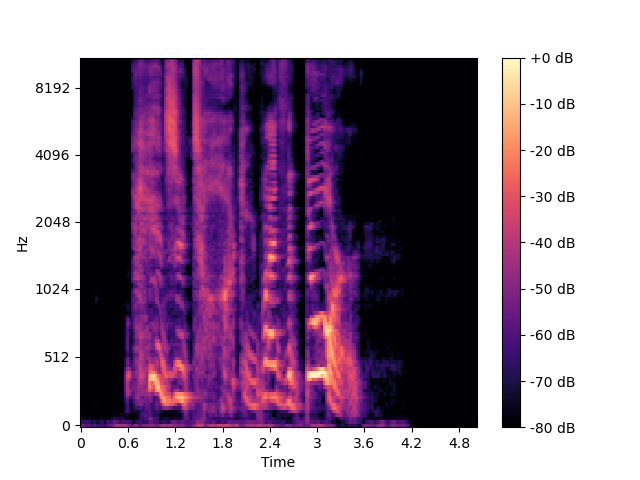 8192
4096
2048
1024
512
0
Hz
0 0.6 1.2 1.8 2.4 3 3.6 4.2 4.8
Time
+0 dB
-10 dB
-20 dB
-30 dB
-40 dB
-50 dB
-60 dB
-70 dB
-80 dB